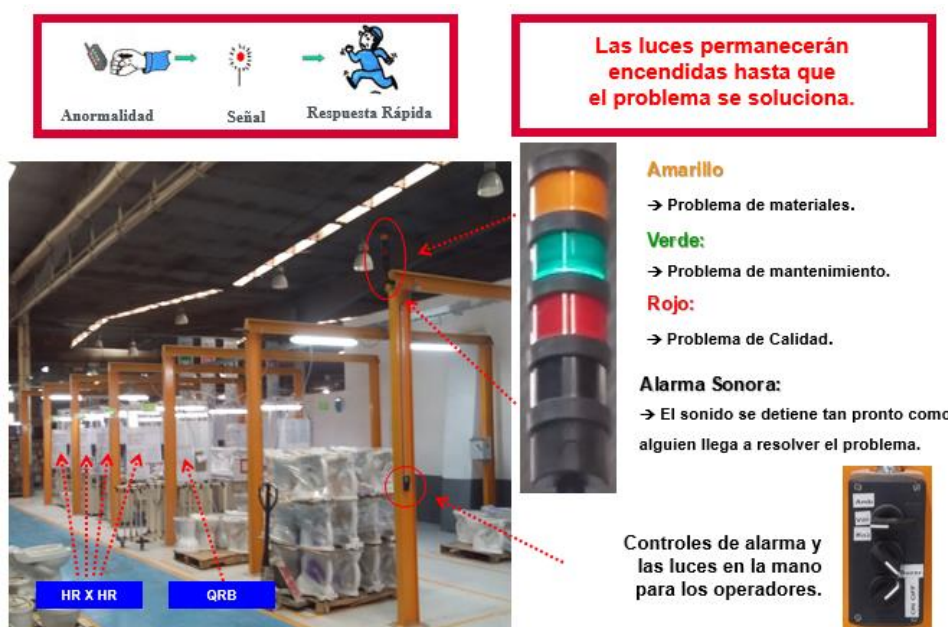 Anormalidad
Señal
Respuesta Rápida
Las luces permanecerán
encendidas hasta que
el problema se soluciona.
Amarillo
→ Problema de materiales.
Verde:
→ Problema de mantenimiento.
Rojo:
→ Problema de Calidad.
Alarma Sonora:
→ El sonido se detiene tan pronto como
alguien llega a resolver el problema.
Controles de alarma y
las luces en la mano
para los operadores.
HR X HR
QRB
ON OFF